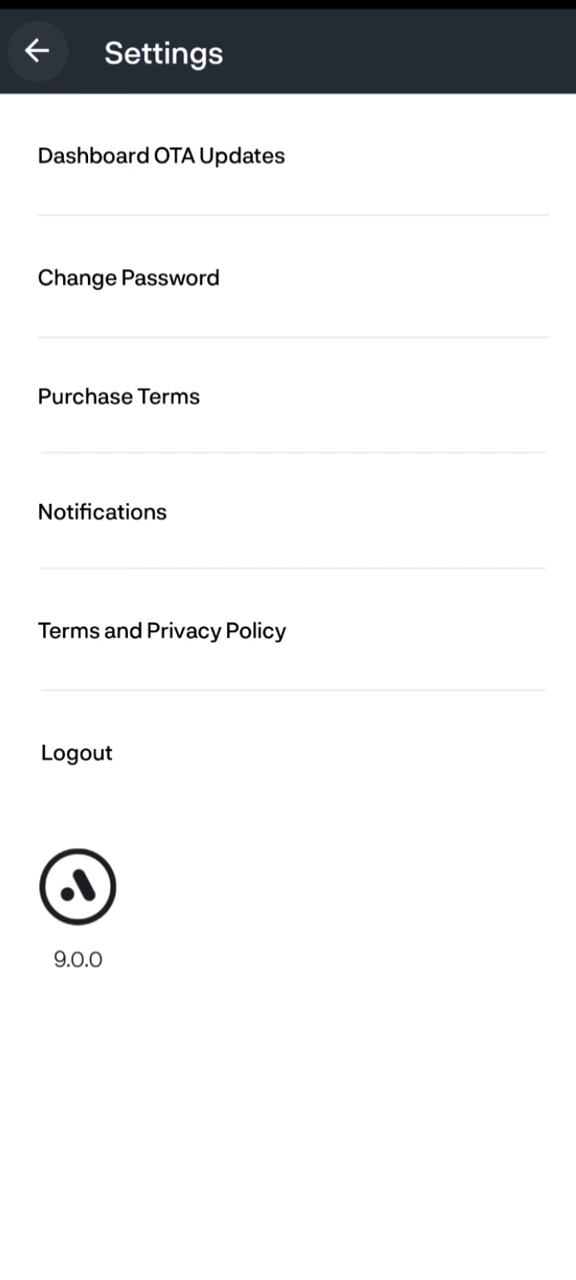 Settings
Dashboard OTA Updates
Change Password
Purchase Terms
Notifications
Terms and Privacy Policy
Logout
9.0.0